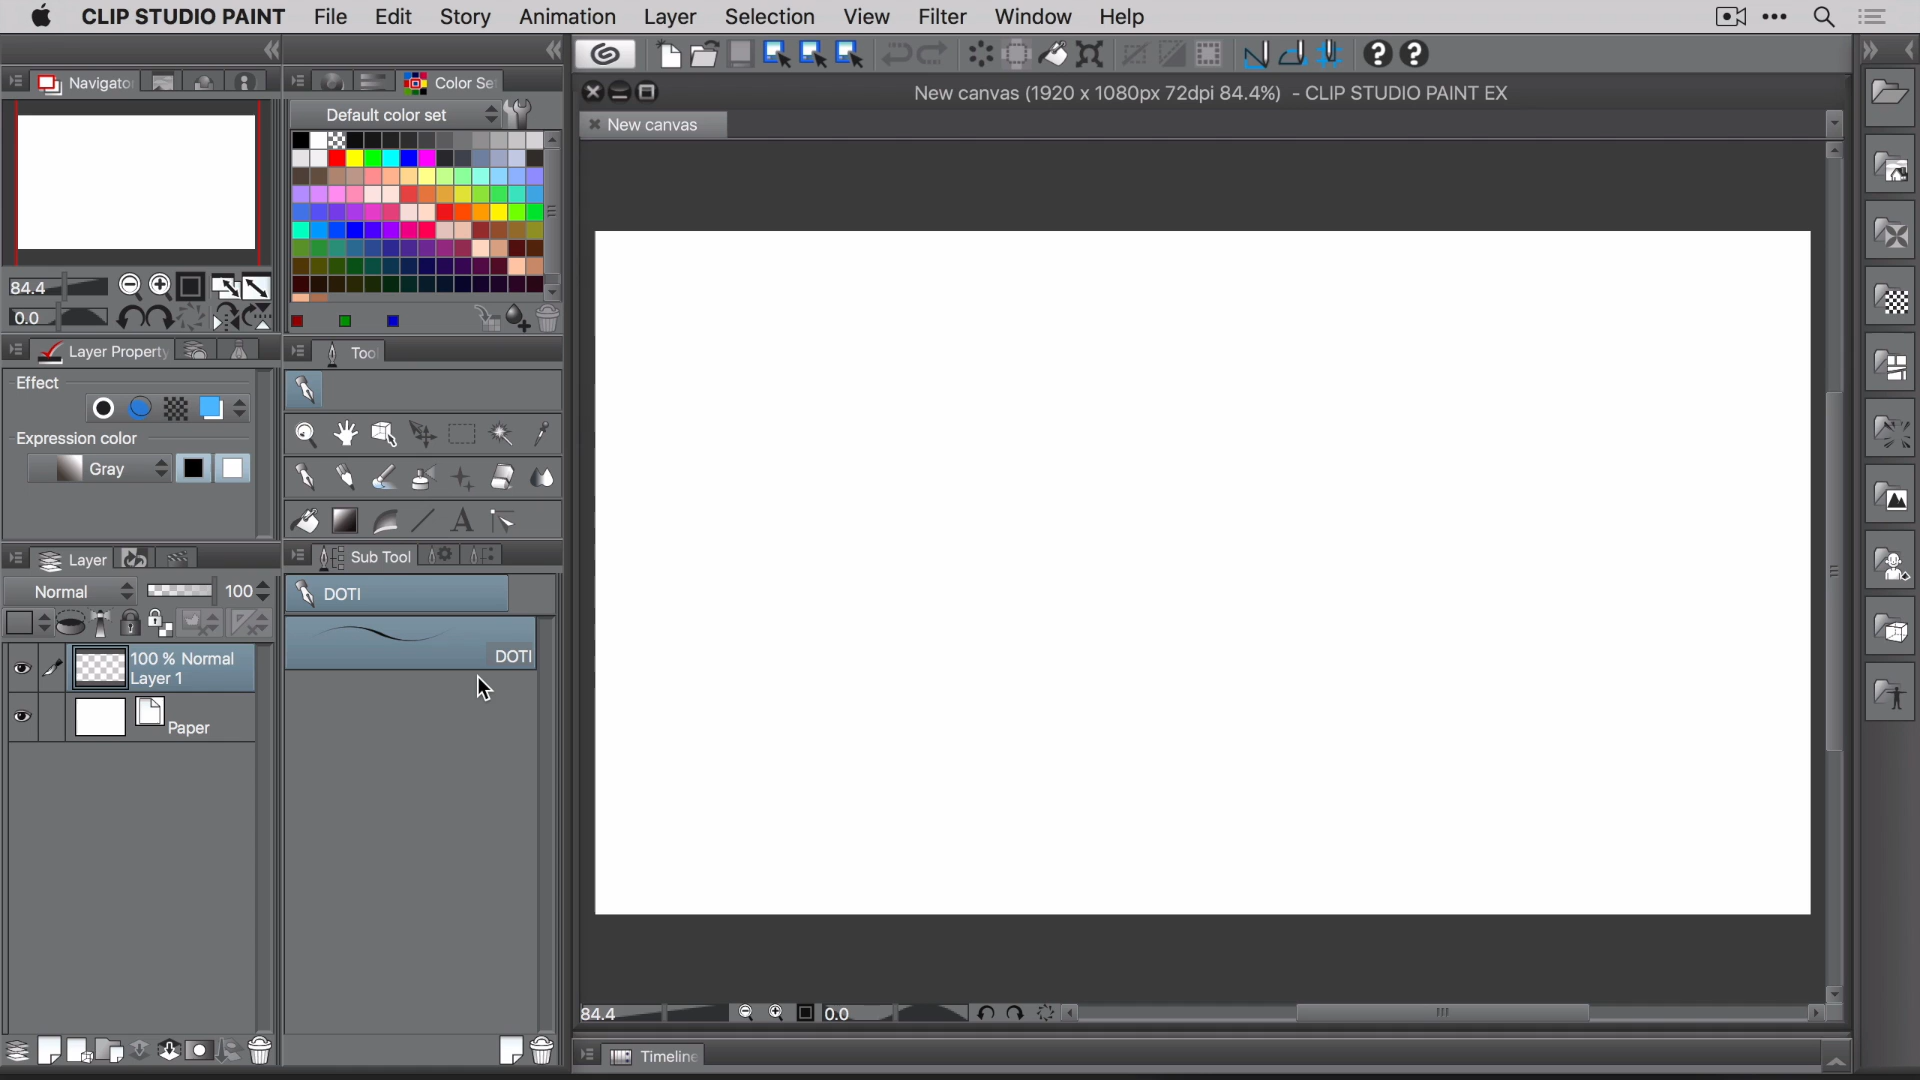 CLIP STUDIO PAINT File Edit Story Animation Layer Selection View Filter Window Help
Navigator
Color Se
Default color set
New canvas (1920 x 1080px 72dpi 84.4%) - CLIP STUDIO PAINT EX
New canvas
84.4
0.0
Layer Property
Tool
Effect
Expression color
Gray
Layer
Sub Tool
Normal 100
DOTI
DOTI
100 % Normal
Layer 1
Paper
84.4 0.0
Timeline